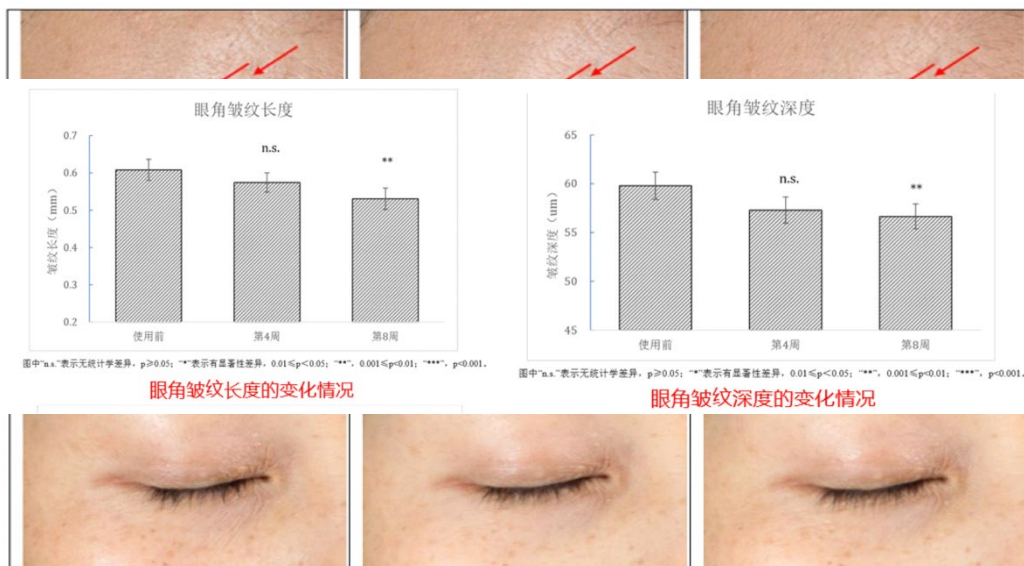 眼角皱纹长度
0.7
0.6
0.5
0.4
0.3
0.2
皱纹长度（mm）
n.s.
**
使用前
第4周
第8周
图中"n.s."表示无统计学差异，p≥0.05；"*"表示有显著性差异，0.01≤p＜0.05；"**"，0.001≤p<0.01；"***"，p<0.001。
眼角皱纹长度的变化情况
眼角皱纹深度
65
60
55
50
45
皱纹深度（um）
n.s.
**
使用前
第4周
第8周
图中"n.s."表示无统计学差异，p≥0.05；"*"表示有显著性差异，0.01≤p＜0.05；"**"，0.001≤p<0.01；"***"，p<0.001。
眼角皱纹深度的变化情况